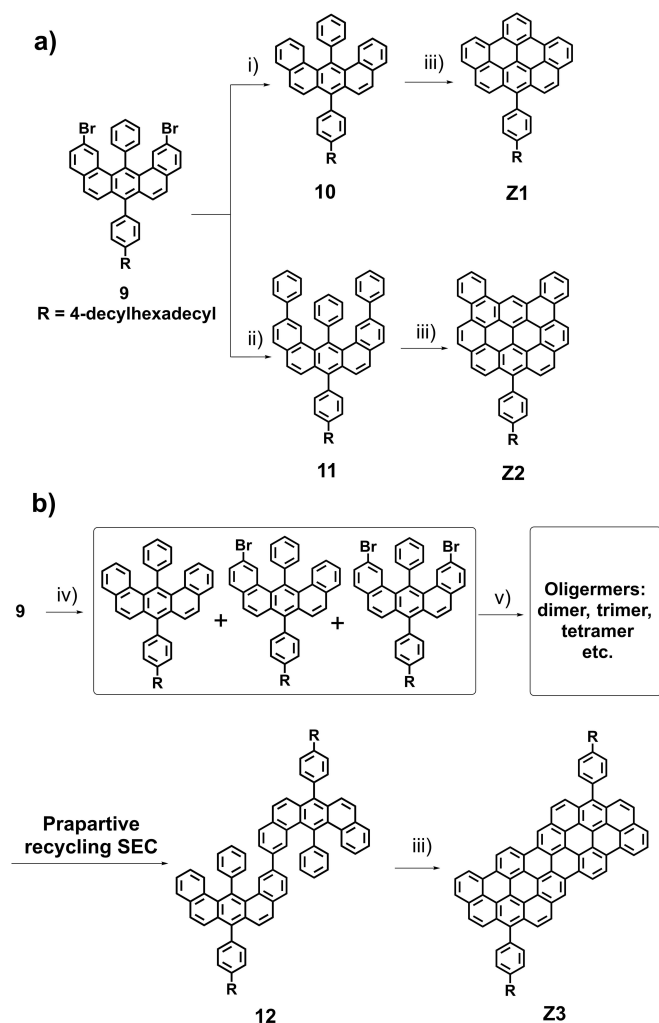 a)
i)
10
iii)
Z1
Br
Br
R
R
R
9
R = 4-decylhexadecyl
ii)
R
11
iii)
R
Z2
b)
9
iv)
Br
Br
Br
+
+
R
R
R
v)
Oligermers:
dimer, trimer,
tetramer
etc.
Prapartive
recycling SEC
R
R
12
iii)
R
R
Z3